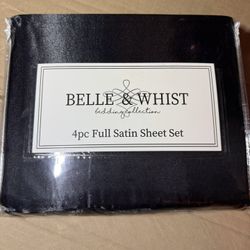 BELLE & WHIST
bedding collection
4pc Full Satin Sheet Set